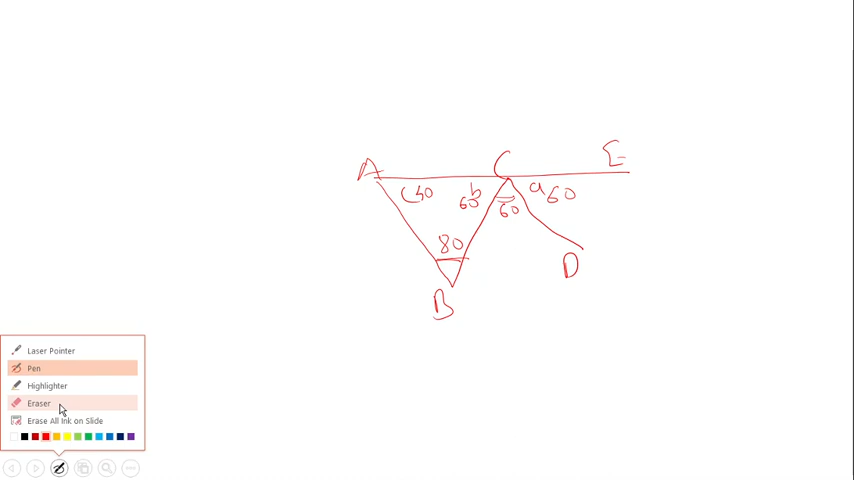 A C E
c 40 b 60 60 a 60
80
D
B
Laser Pointer
Pen
Highlighter
Eraser
Erase All Ink on Slide